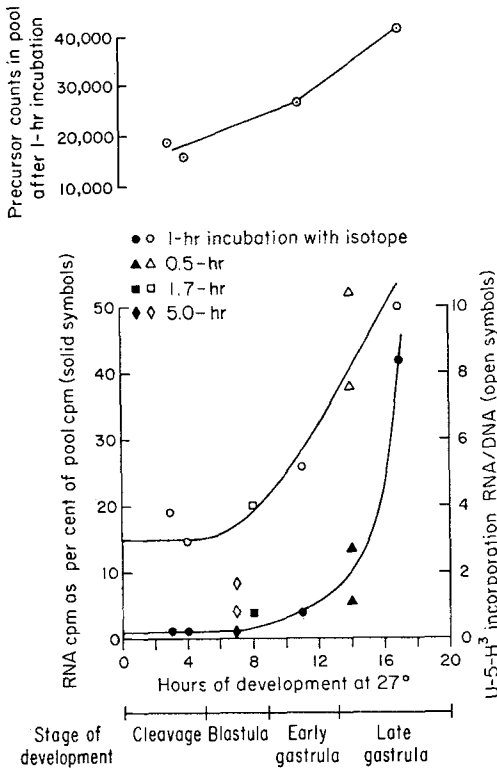 Precursor counts in pool
after 1-hr incubation
40,000
30,000
20,000
10,000
● ○ 1-hr incubation with isotope
▲ △ 0.5-hr
■ □ 1.7-hr
♦ ◊ 5.0-hr
RNA cpm as per cent of pool cpm (solid symbols)
50
40
30
20
10
0
U-5-H³ incorporation RNA/DNA (open symbols)
10
8
6
4
2
0
0 4 8 12 16 20
Hours of development at 27°
Stage of
development
Cleavage
Blastula
Early
gastrula
Late
gastrula